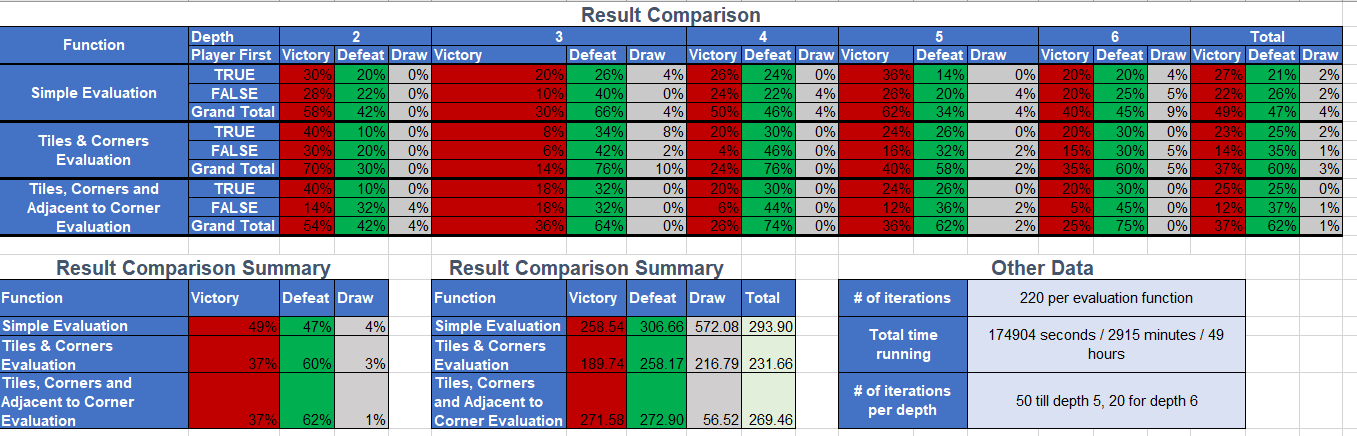 Result Comparison
Function Depth 2 3 4 5 6 Total
Player First Victory Defeat Draw Victory Defeat Draw Victory Defeat Draw Victory Defeat Draw Victory Defeat Draw Victory Defeat Draw
Simple Evaluation
TRUE 30% 20% 0% 20% 26% 4% 26% 24% 0% 36% 14% 0% 20% 20% 4% 27% 21% 2%
FALSE 28% 22% 0% 10% 40% 0% 24% 22% 4% 26% 20% 4% 20% 25% 5% 22% 26% 2%
Grand Total 58% 42% 0% 30% 66% 4% 50% 46% 4% 62% 34% 4% 40% 45% 9% 49% 47% 4%
Tiles & Corners
Evaluation
TRUE 40% 10% 0% 8% 34% 8% 20% 30% 0% 24% 26% 0% 20% 30% 0% 23% 25% 2%
FALSE 30% 20% 0% 6% 42% 2% 4% 46% 0% 16% 32% 2% 15% 30% 5% 14% 35% 1%
Grand Total 70% 30% 0% 14% 76% 10% 24% 76% 0% 40% 58% 2% 35% 60% 5% 37% 60% 3%
Tiles, Corners and
Adjacent to Corner
Evaluation
TRUE 40% 10% 0% 18% 32% 0% 20% 30% 0% 24% 26% 0% 20% 30% 0% 25% 25% 0%
FALSE 14% 32% 4% 18% 32% 0% 6% 44% 0% 12% 36% 2% 5% 45% 0% 12% 37% 1%
Grand Total 54% 42% 4% 36% 64% 0% 26% 74% 0% 36% 62% 2% 25% 75% 0% 37% 62% 1%
Result Comparison Summary
Function Victory Defeat Draw
Simple Evaluation 49% 47% 4%
Tiles & Corners
Evaluation 37% 60% 3%
Tiles, Corners and
Adjacent to Corner
Evaluation 37% 62% 1%
Result Comparison Summary
Function Victory Defeat Draw Total
Simple Evaluation 258.54 306.66 572.08 293.90
Tiles & Corners
Evaluation 189.74 258.17 216.79 231.66
Tiles, Corners
and Adjacent to
Corner Evaluation 271.58 272.90 56.52 269.46
Other Data
# of iterations 220 per evaluation function
Total time
running
174904 seconds / 2915 minutes / 49
hours
# of iterations
per depth
50 till depth 5, 20 for depth 6